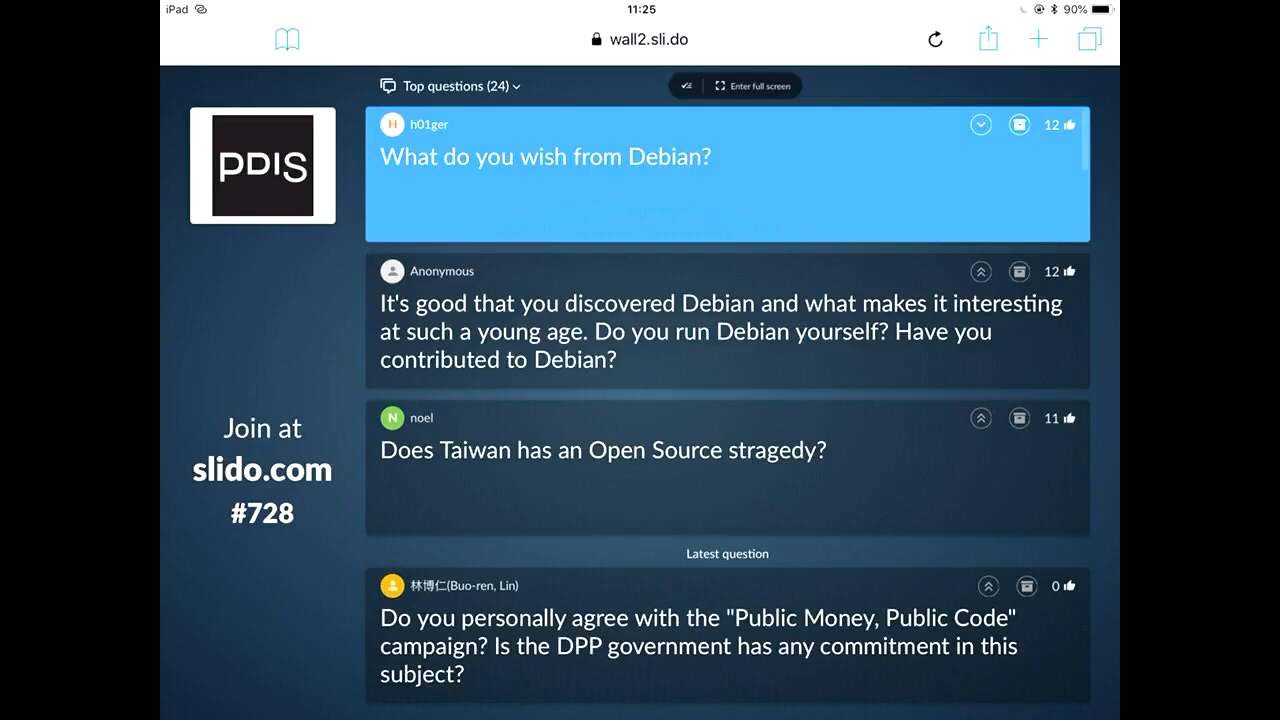 iPad
11:25
90%
wall2.sli.do
Top questions (24)
Enter full screen
PDIS
H
h01ger
12
What do you wish from Debian?
Anonymous
12
It's good that you discovered Debian and what makes it interesting
at such a young age. Do you run Debian yourself? Have you
contributed to Debian?
N
noel
11
Does Taiwan has an Open Source stragedy?
Join at
slido.com
#728
Latest question
林博仁(Buo-ren, Lin)
0
Do you personally agree with the "Public Money, Public Code"
campaign? Is the DPP government has any commitment in this
subject?